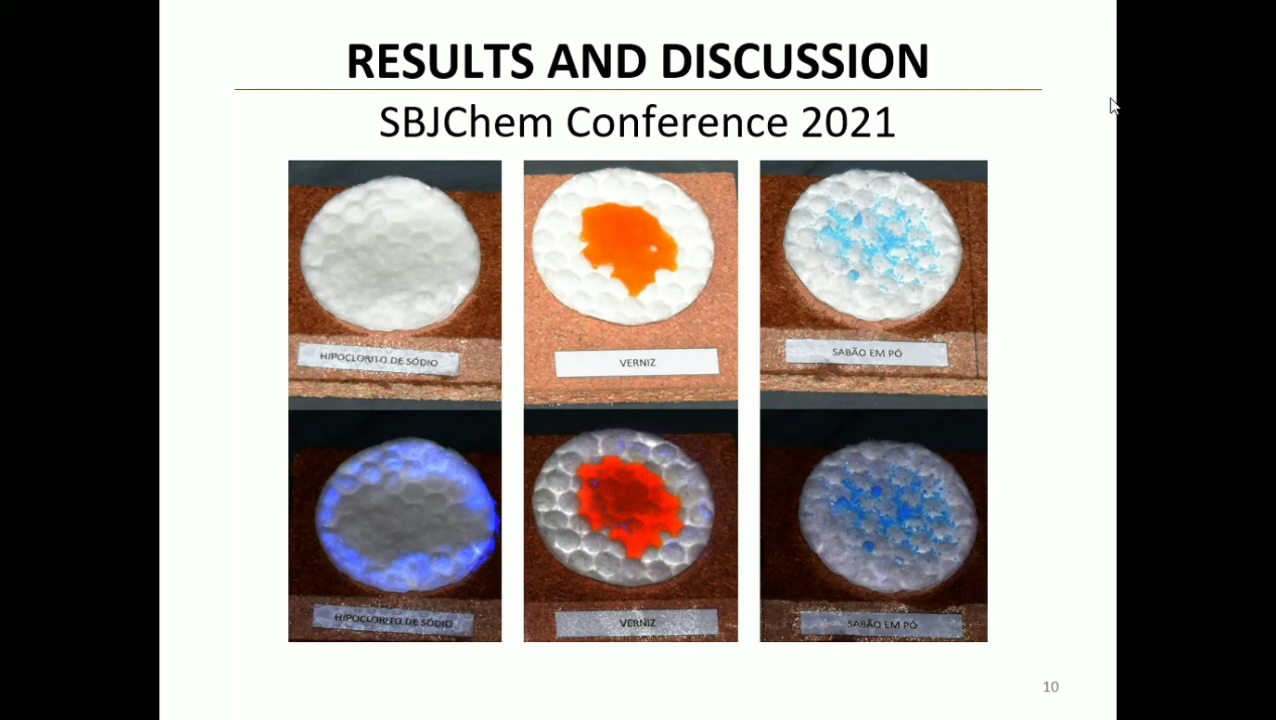 RESULTS AND DISCUSSION
SBJChem Conference 2021
HIPOCLORITO DE SÓDIO
VERNIZ
SABÃO EM PÓ
HIPOCLORITO DE SÓDIO
VERNIZ
SABÃO EM PÓ
10